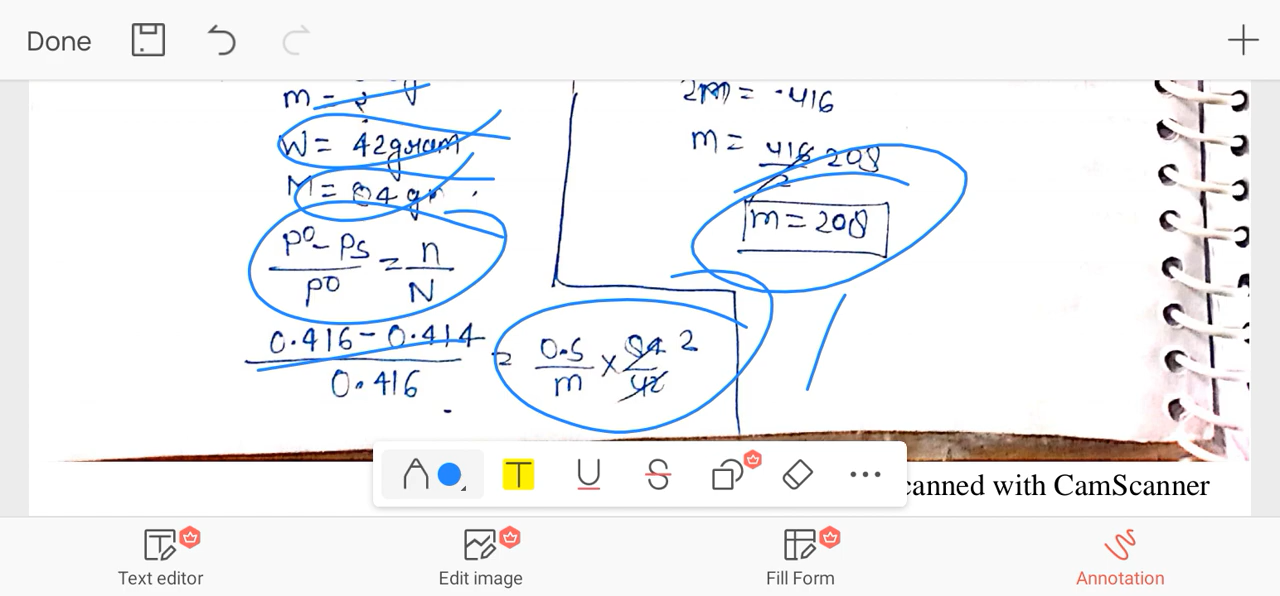 Done
m =
W = 42gram
M = 84 gr
P⁰- Ps / P⁰ = n / N
0.416 - 0.414 / 0.416 = 0.5 / m × 84 / 42 2
2m = .416
m = 416 / 2 208
m = 208
canned with CamScanner
Text editor
Edit image
Fill Form
Annotation